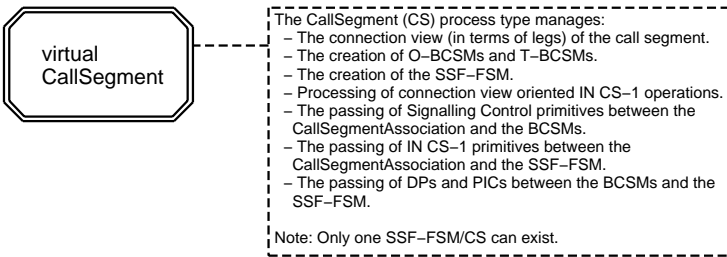 virtual
CallSegment
The CallSegment (CS) process type manages:
– The connection view (in terms of legs) of the call segment.
– The creation of O–BCSMs and T–BCSMs.
– The creation of the SSF–FSM.
– Processing of connection view oriented IN CS–1 operations.
– The passing of Signalling Control primitives between the
CallSegmentAssociation and the BCSMs.
– The passing of IN CS–1 primitives between the
CallSegmentAssociation and the SSF–FSM.
– The passing of DPs and PICs between the BCSMs and the
SSF–FSM.
Note: Only one SSF–FSM/CS can exist.